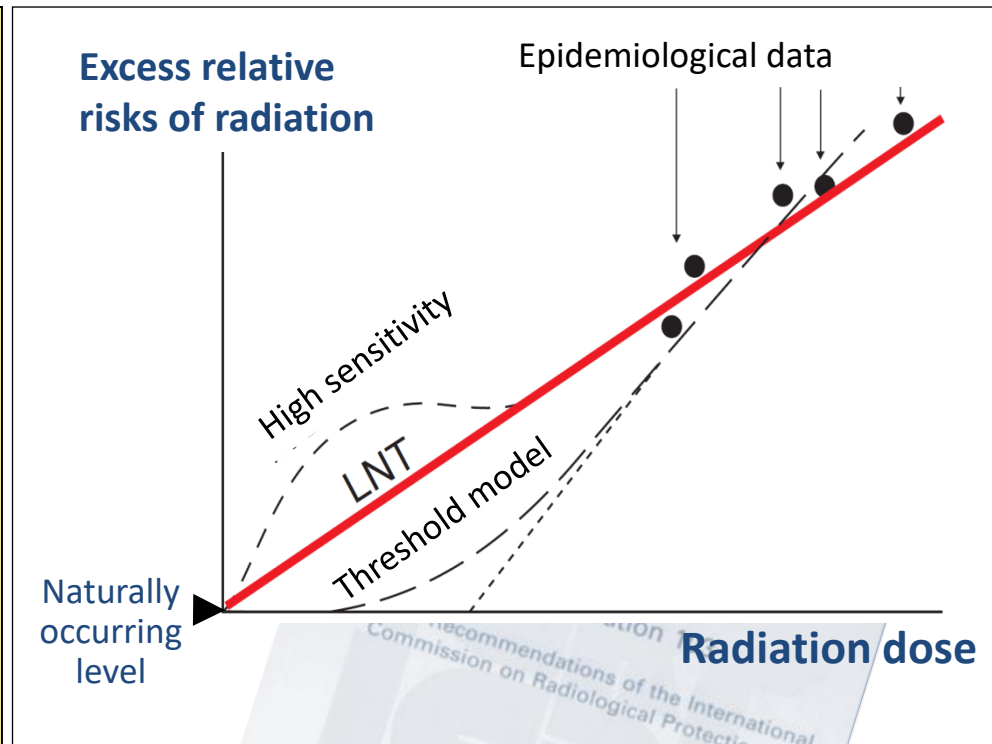 Excess relative
risks of radiation
Epidemiological data
High sensitivity
LNT
Threshold model
Naturally
occurring
level
Radiation dose
Recommendations of the International
Commission on Radiological